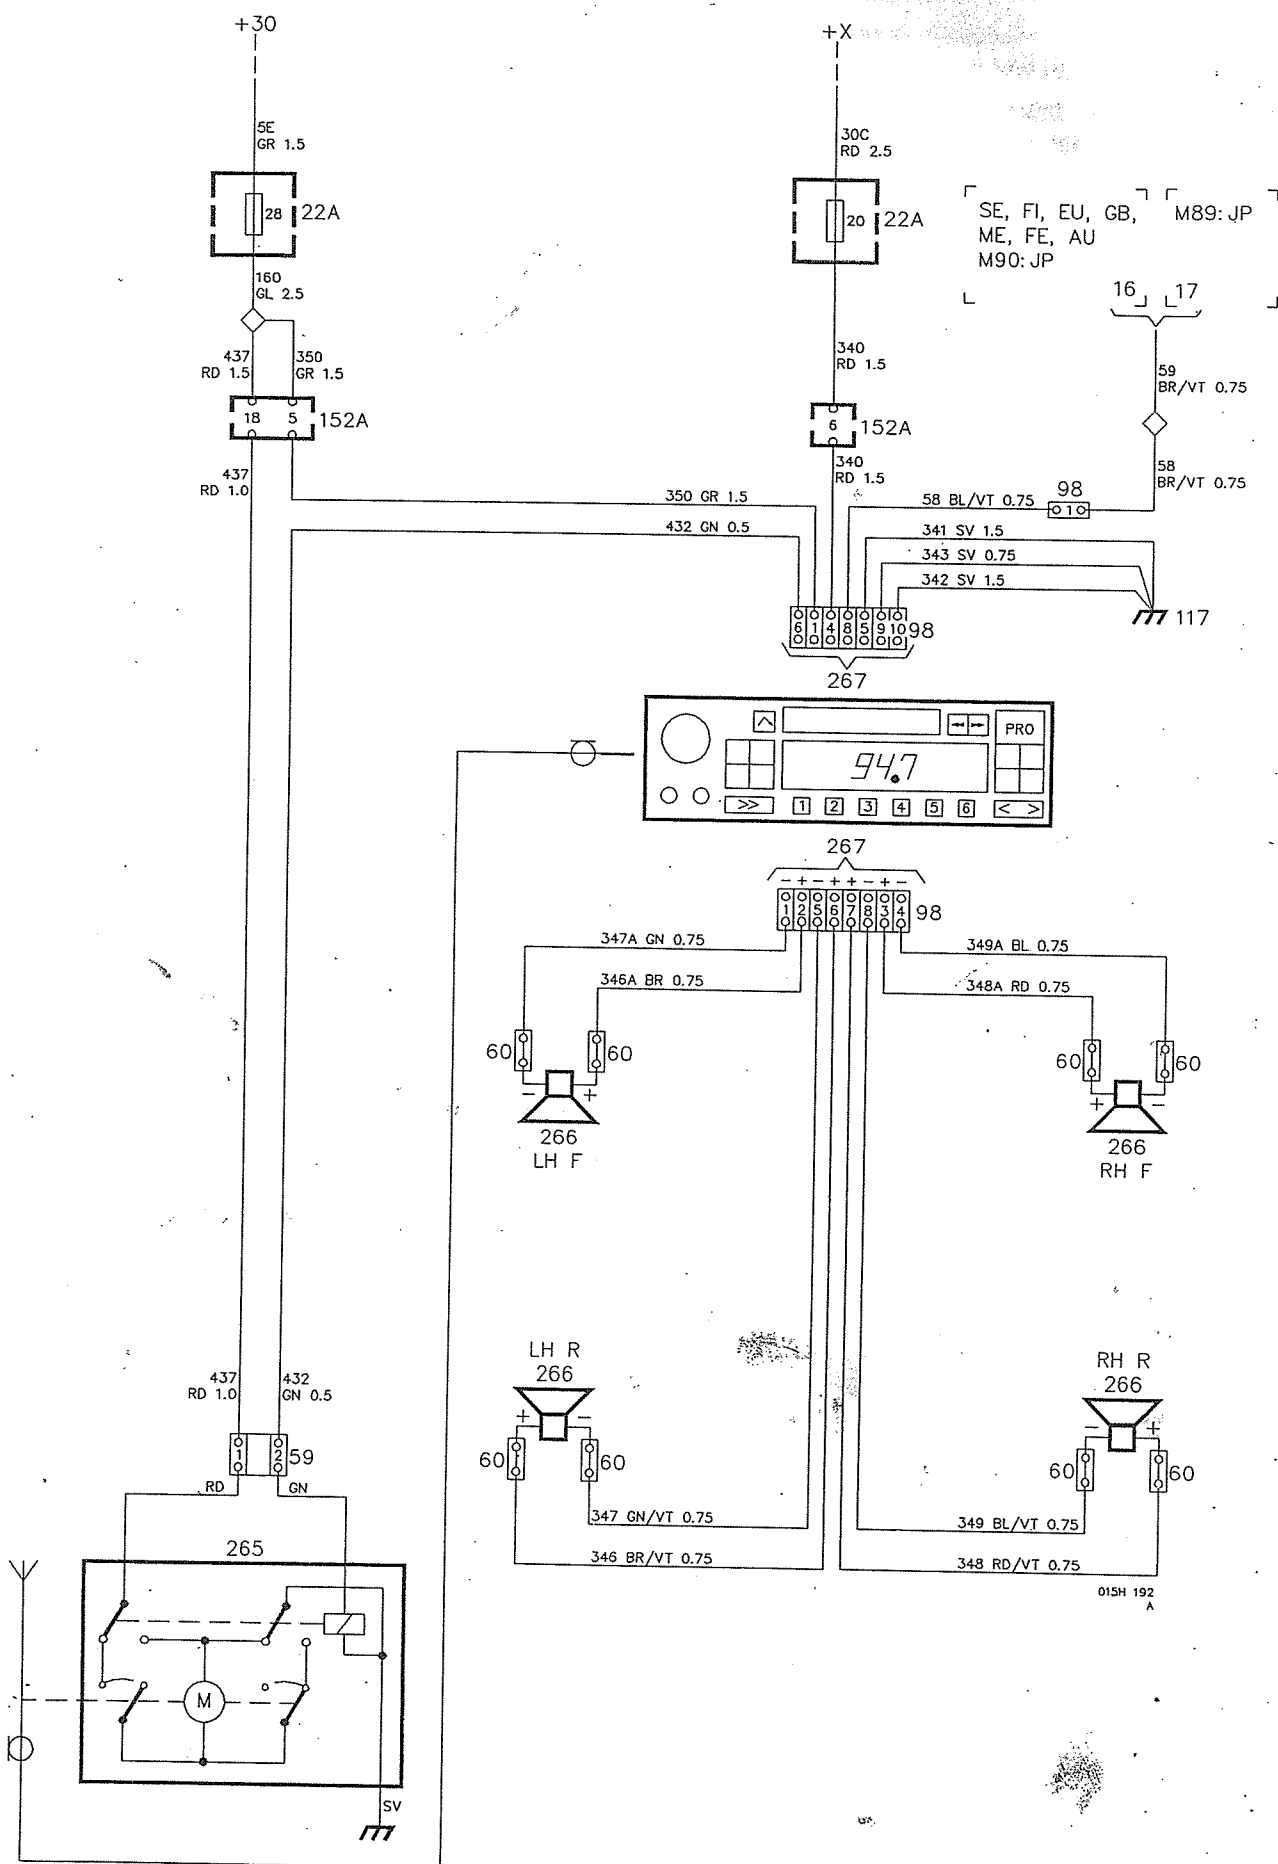 +30
+X
5E
GR 1.5
30C
RD 2.5
28
22A
20
22A
SE, FI, EU, GB,
ME, FE, AU
M90: JP
M89: JP
160
GL 2.5
16
17
437
RD 1.5
350
GR 1.5
340
RD 1.5
59
BR/VT 0.75
18
5
152A
6
152A
437
RD 1.0
340
RD 1.5
58
BR/VT 0.75
350 GR 1.5
58 BL/VT 0.75
98
1
432 GN 0.5
341 SV 1.5
343 SV 0.75
342 SV 1.5
6 1 4 8 5 9 10 98
117
267
PRO
94.7
>> 1 2 3 4 5 6 < >
267
- + - + + - + -
1 2 5 6 7 8 3 4 98
347A GN 0.75
349A BL 0.75
346A BR 0.75
348A RD 0.75
60
60
60
60
- +
+ -
266
LH F
266
RH F
LH R
266
RH R
266
437
RD 1.0
432
GN 0.5
+ -
- +
1 2 59
60
60
60
60
RD
GN
347 GN/VT 0.75
349 BL/VT 0.75
346 BR/VT 0.75
348 RD/VT 0.75
265
015H 192
A
M
SV